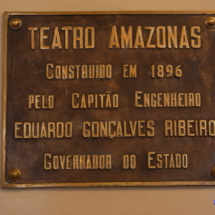 TEATRO AMAZONAS
CONSTRUIDO EM 1896
PELO CAPITÃO ENGENHEIRO
EDUARDO GONÇALVES RIBEIRO
GOVERNADOR DO ESTADO